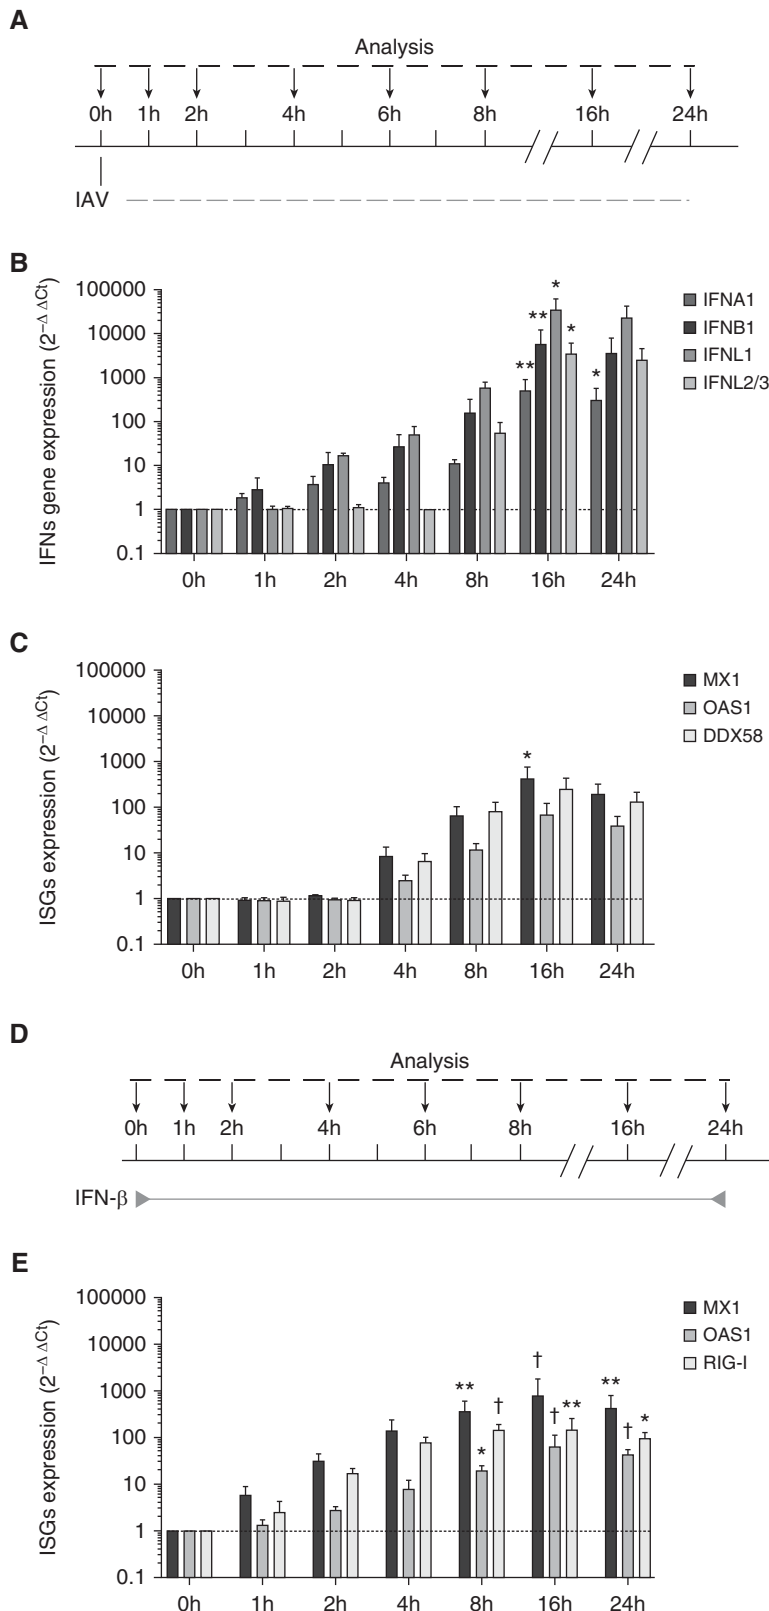 A
Analysis
0h 1h 2h 4h 6h 8h 16h 24h
IAV
B
IFNs gene expression (2−Δ ΔCt)
100000
10000
1000
100
10
1
0.1
** ** * * *
0h 1h 2h 4h 8h 16h 24h
IFNA1
IFNB1
IFNL1
IFNL2/3
C
ISGs expression (2−Δ ΔCt)
100000
10000
1000
100
10
1
0.1
*
0h 1h 2h 4h 8h 16h 24h
MX1
OAS1
DDX58
D
Analysis
0h 1h 2h 4h 6h 8h 16h 24h
IFN-β
E
ISGs expression (2−Δ ΔCt)
100000
10000
1000
100
10
1
0.1
** * † † † ** ** † *
0h 1h 2h 4h 8h 16h 24h
MX1
OAS1
RIG-I